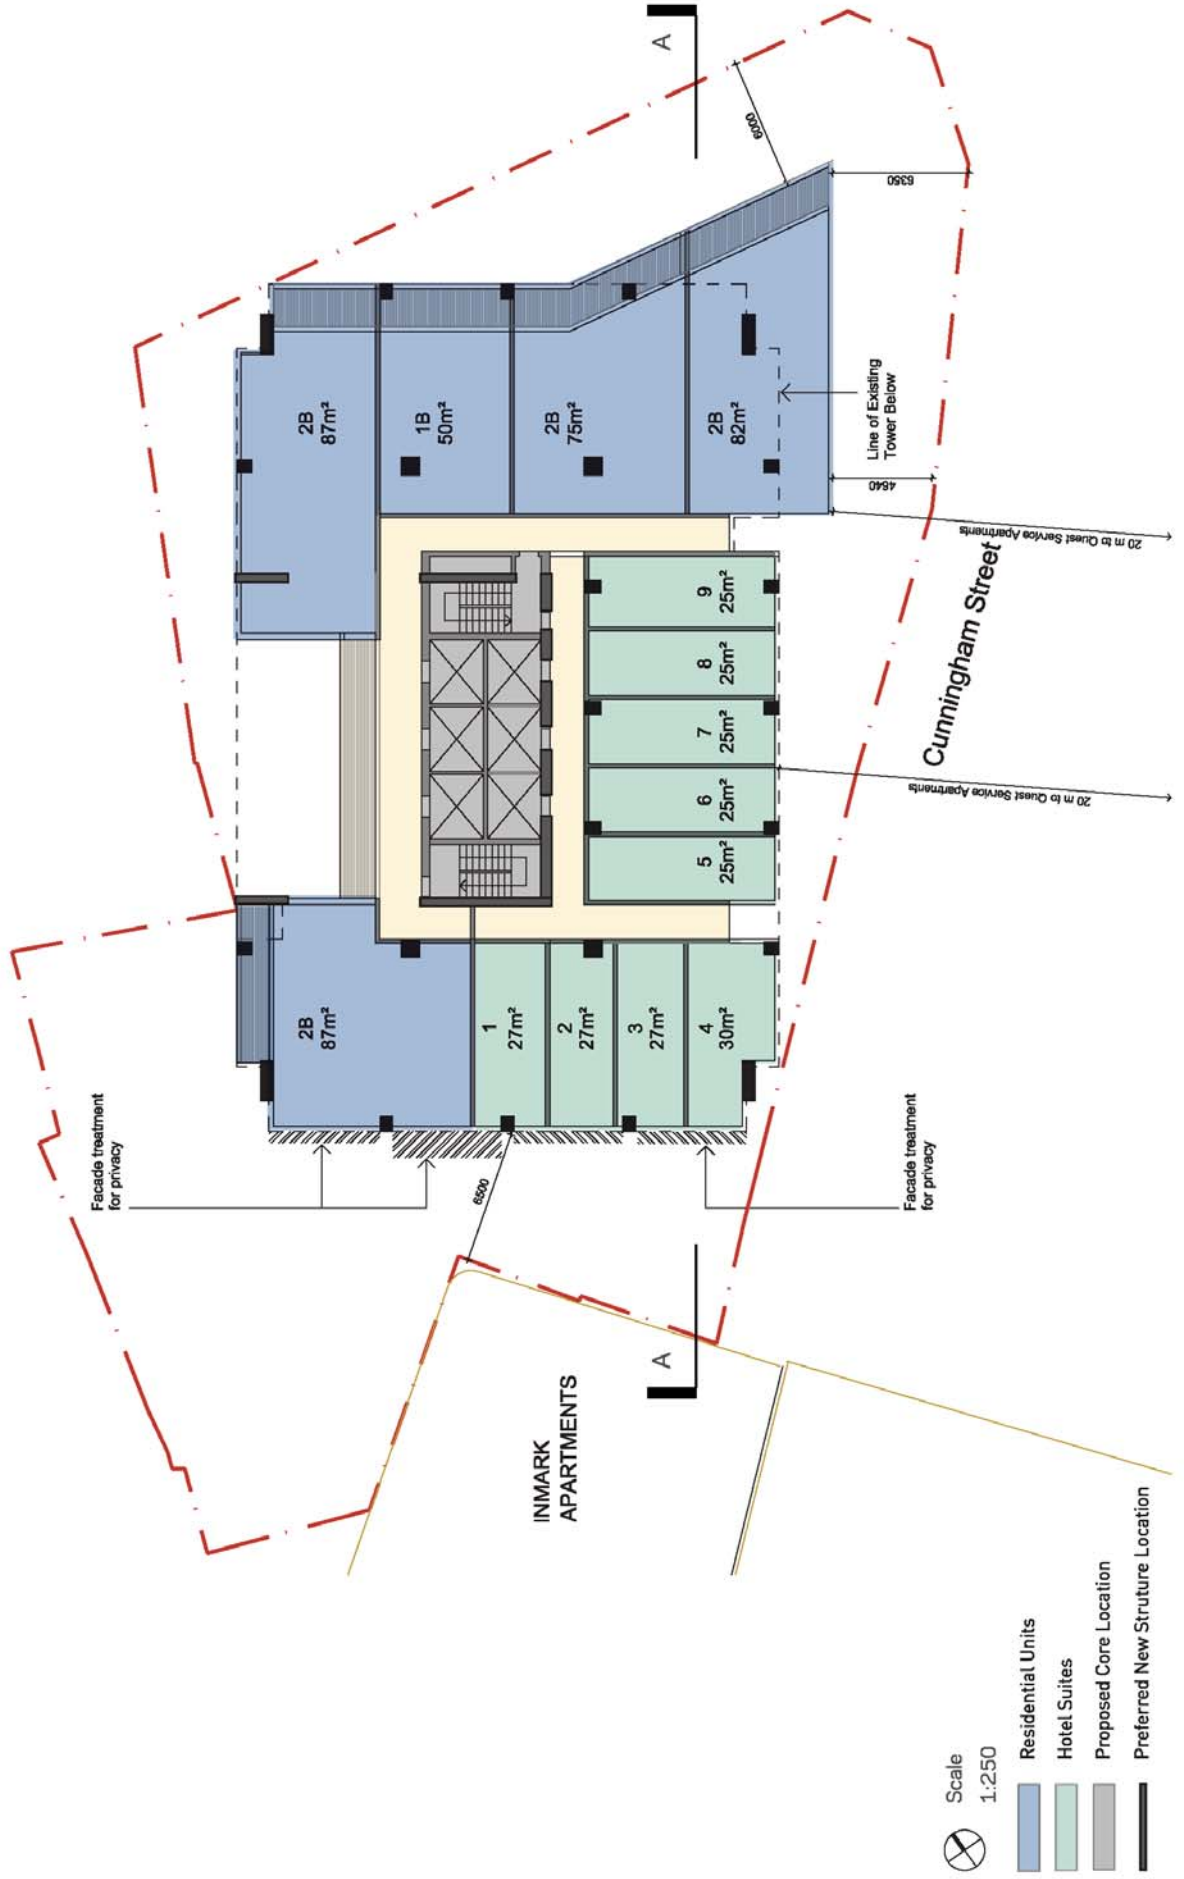 A
6000
6350
2B
87m²
1B
50m²
2B
75m²
2B
82m²
Line of Existing
Tower Below
4640
20 m to Quest Service Apartments
Cunningham Street
20 m to Quest Service Apartments
9
25m²
8
25m²
7
25m²
6
25m²
5
25m²
2B
87m²
1
27m²
2
27m²
3
27m²
4
30m²
Facade treatment
for privacy
Facade treatment
for privacy
6500
A
INMARK
APARTMENTS
Scale
1:250
Residential Units
Hotel Suites
Proposed Core Location
Preferred New Struture Location